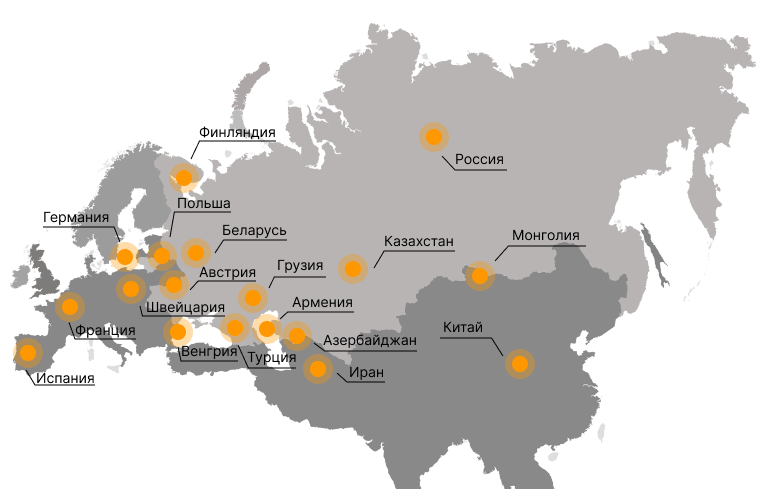 Финляндия
Россия
Польша
Германия
Беларусь
Монголия
Казахстан
Грузия
Австрия
Армения
Швейцария
Китай
Франция
Азербайджан
Венгрия
Турция
Иран
Испания